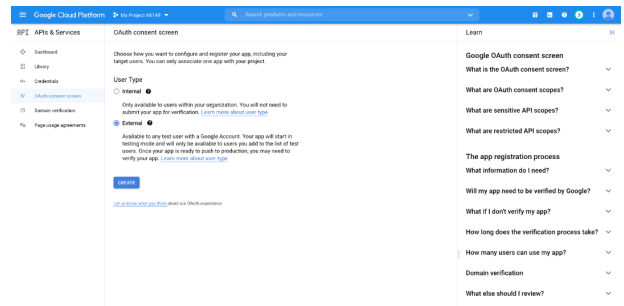 Google Cloud Platform
My Project 48149
Search products and resources
API APIs & Services
OAuth consent screen
Learn
Dashboard
Library
Credentials
OAuth consent screen
Domain verification
Page usage agreements
Choose how you want to configure and register your app, including your
target users. You can only associate one app with your project.
User Type
Internal
Only available to users within your organization. You will not need to
submit your app for verification. Learn more about user type
External
Available to any test user with a Google Account. Your app will start in
testing mode and will only be available to users you add to the list of test
users. Once your app is ready to push to production, you may need to
verify your app. Learn more about user type
CREATE
Let us know what you think about our OAuth experience
Google OAuth consent screen
What is the OAuth consent screen?
What are OAuth consent scopes?
What are sensitive API scopes?
What are restricted API scopes?
The app registration process
What information do I need?
Will my app need to be verified by Google?
What if I don't verify my app?
How long does the verification process take?
How many users can use my app?
Domain verification
What else should I review?